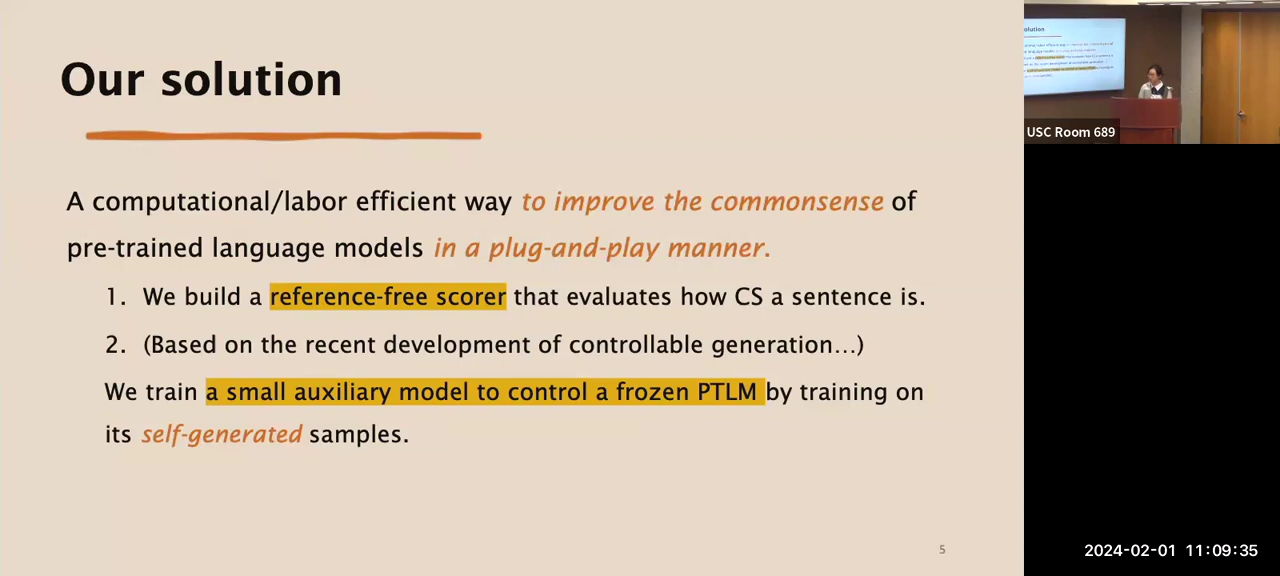 Our solution
A computational/labor efficient way to improve the commonsense of
pre-trained language models in a plug-and-play manner.
1. We build a reference-free scorer that evaluates how CS a sentence is.
2. (Based on the recent development of controllable generation…)
We train a small auxiliary model to control a frozen PTLM by training on
its self-generated samples.
5
olution
USC Room 689
2024-02-01 11:09:35